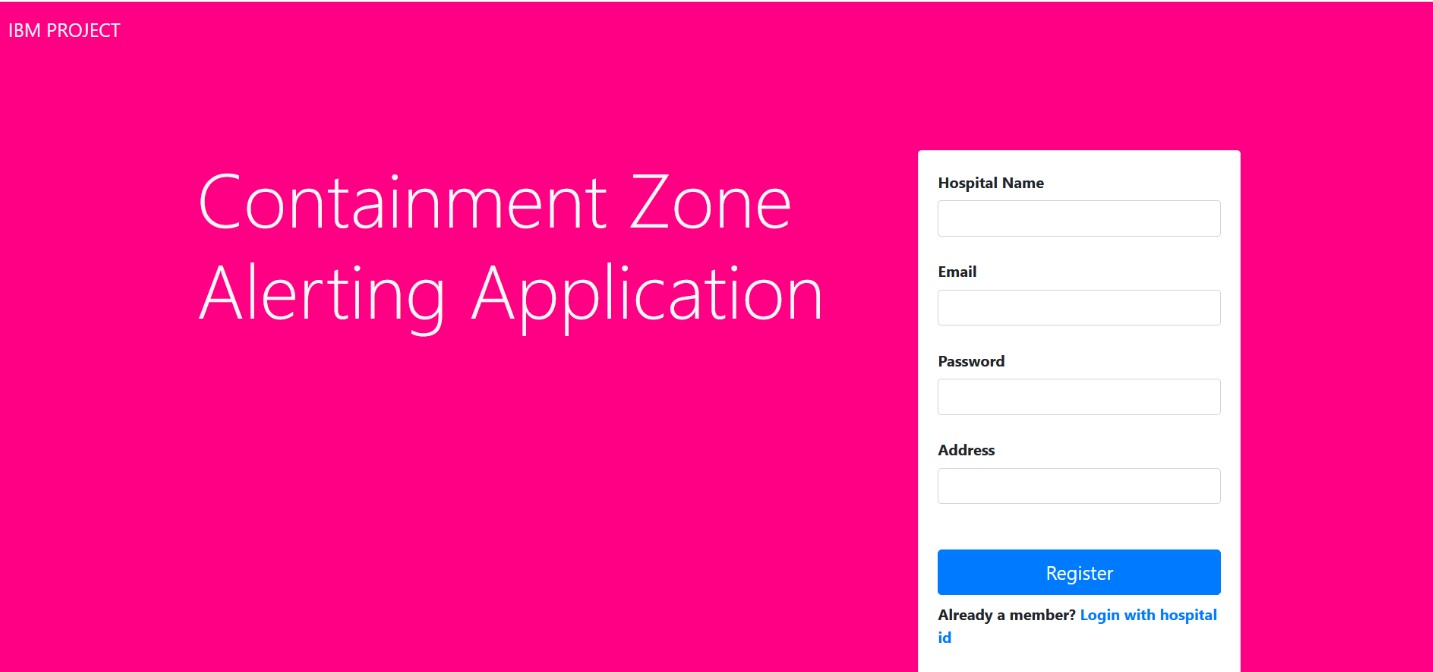 IBM PROJECT
Containment Zone
Alerting Application
Hospital Name
Email
Password
Address
Register
Already a member? Login with hospital
id